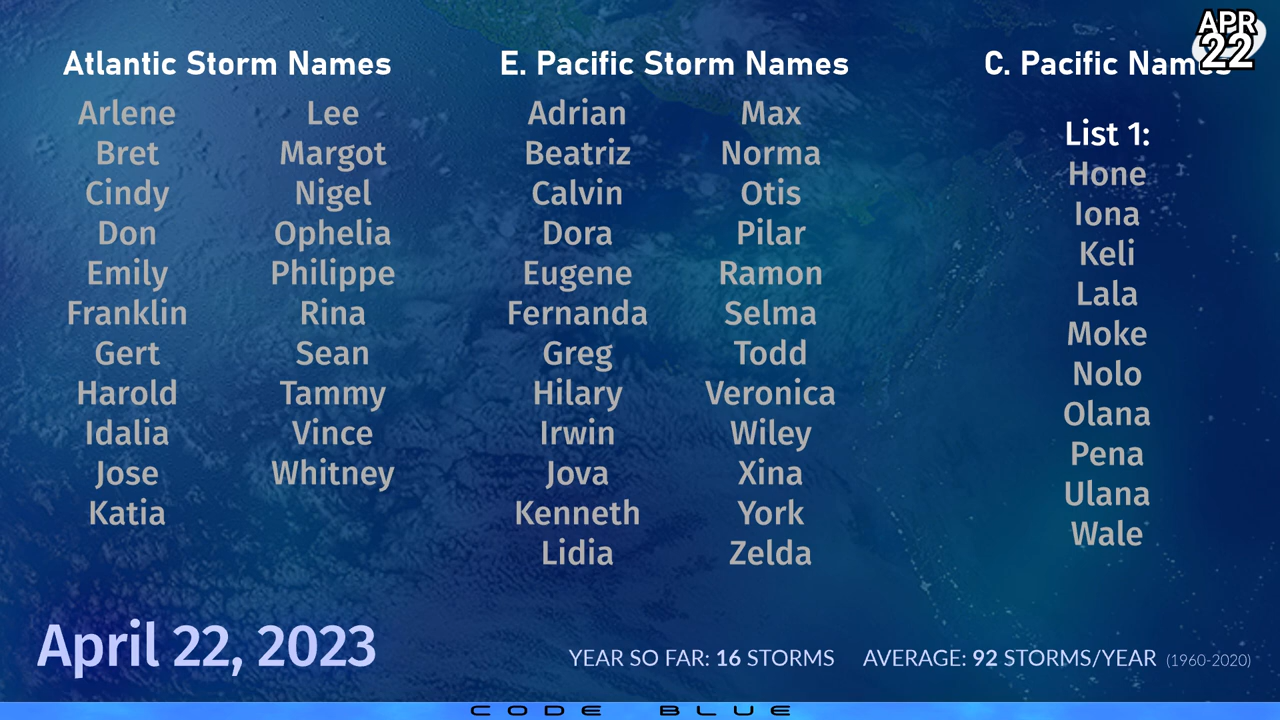 APR
22
Atlantic Storm Names
Arlene
Bret
Cindy
Don
Emily
Franklin
Gert
Harold
Idalia
Jose
Katia
Lee
Margot
Nigel
Ophelia
Philippe
Rina
Sean
Tammy
Vince
Whitney
E. Pacific Storm Names
Adrian
Beatriz
Calvin
Dora
Eugene
Fernanda
Greg
Hilary
Irwin
Jova
Kenneth
Lidia
Max
Norma
Otis
Pilar
Ramon
Selma
Todd
Veronica
Wiley
Xina
York
Zelda
C. Pacific Names
List 1:
Hone
Iona
Keli
Lala
Moke
Nolo
Olana
Pena
Ulana
Wale
April 22, 2023
YEAR SO FAR: 16 STORMS AVERAGE: 92 STORMS/YEAR (1960-2020)
CODE BLUE